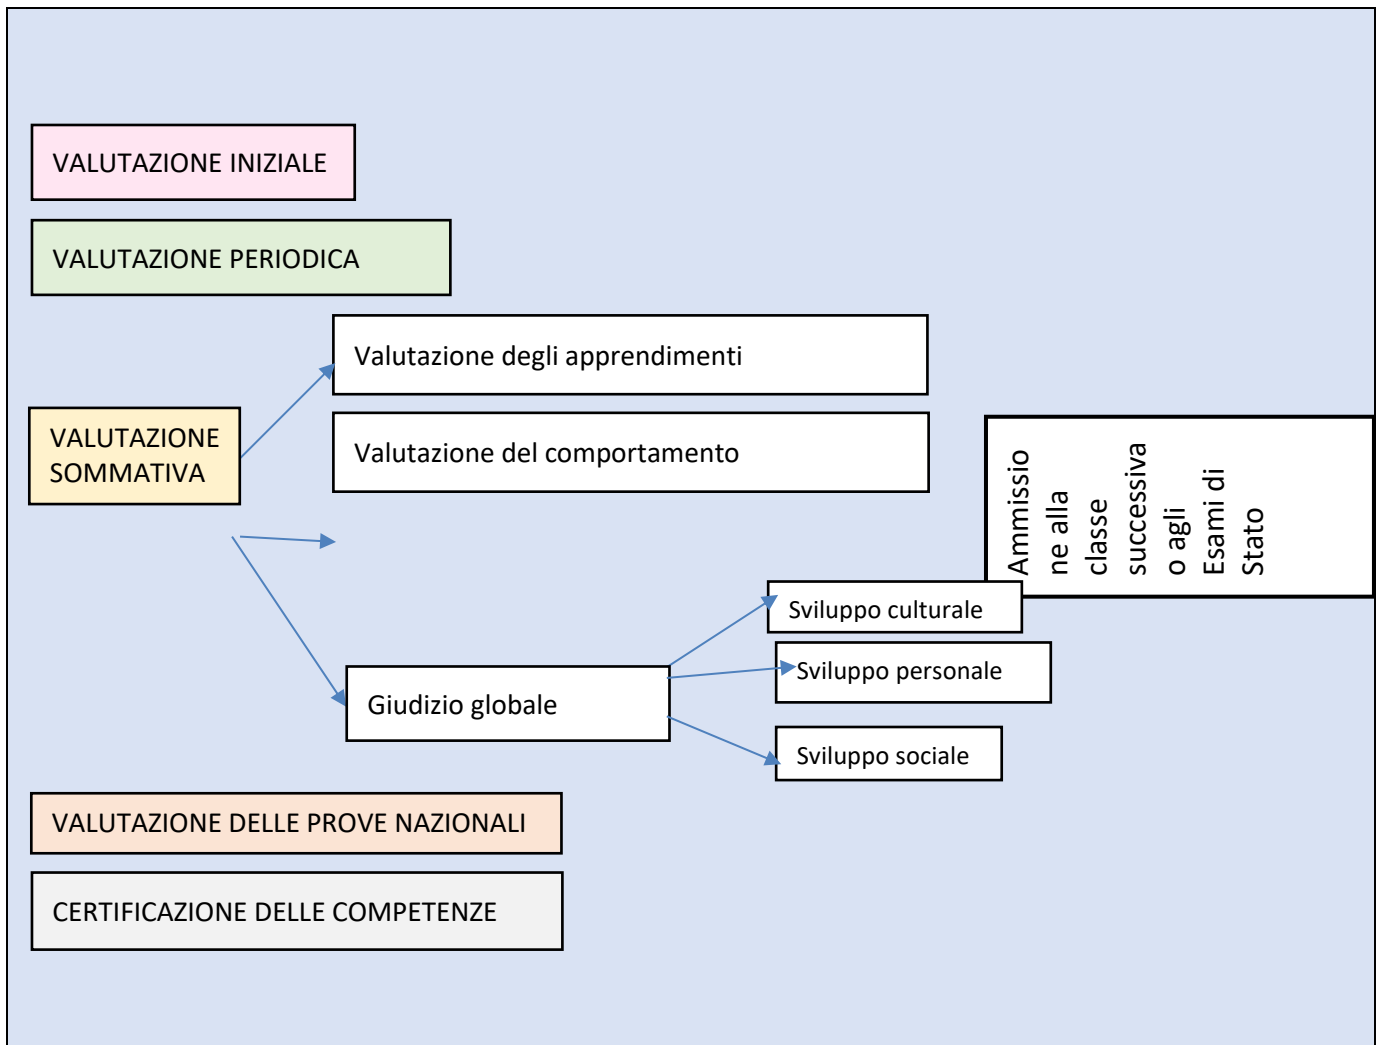 VALUTAZIONE INIZIALE
VALUTAZIONE PERIODICA
Valutazione degli apprendimenti
VALUTAZIONE
SOMMATIVA
Valutazione del comportamento
Ammissio
ne alla
classe
successiva
o agli
Esami di
Stato
Sviluppo culturale
Sviluppo personale
Giudizio globale
Sviluppo sociale
VALUTAZIONE DELLE PROVE NAZIONALI
CERTIFICAZIONE DELLE COMPETENZE